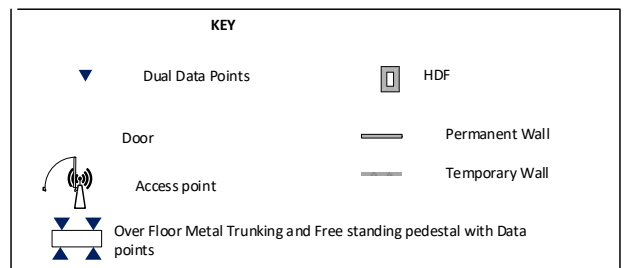 KEY
Dual Data Points
HDF
Door
Permanent Wall
Access point
Temporary Wall
Over Floor Metal Trunking and Free standing pedestal with Data
points